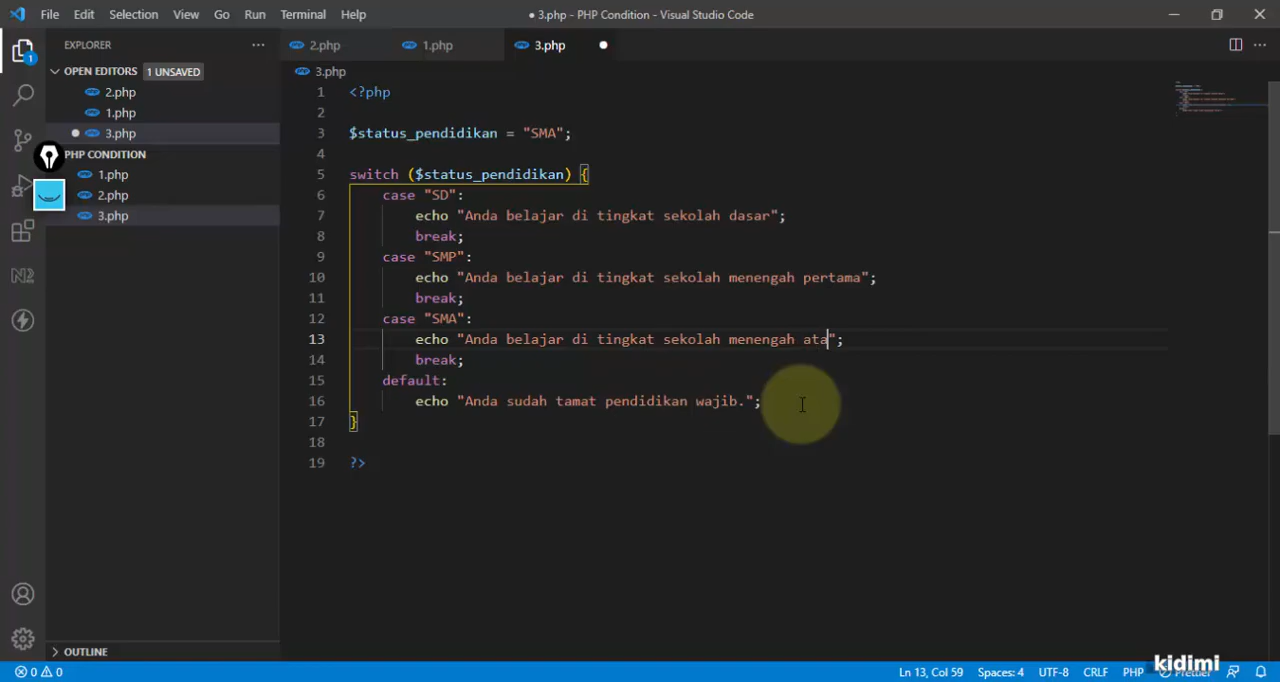 File Edit Selection View Go Run Terminal Help ● 3.php - PHP Condition - Visual Studio Code
EXPLORER ···
2.php 1.php 3.php ●
OPEN EDITORS 1 UNSAVED
2.php
1.php
● 3.php
PHP CONDITION
1.php
2.php
3.php
1
3.php
1 <?php
2
3 $status_pendidikan = "SMA";
4
5 switch ($status_pendidikan) {
6 case "SD":
7 echo "Anda belajar di tingkat sekolah dasar";
8 break;
9 case "SMP":
10 echo "Anda belajar di tingkat sekolah menengah pertama";
11 break;
12 case "SMA":
13 echo "Anda belajar di tingkat sekolah menengah ata";
14 break;
15 default:
16 echo "Anda sudah tamat pendidikan wajib.";
17 }
18
19 ?>
OUTLINE
0 0 Ln 13, Col 59 Spaces: 4 UTF-8 CRLF PHP Prettier
kidimi